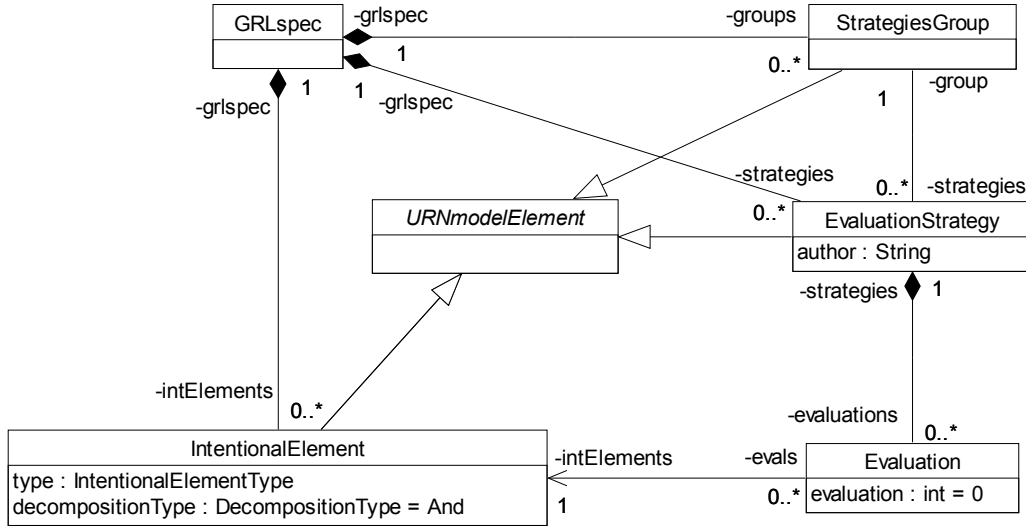 GRLspec
-grlspec
1
-groups
0..*
StrategiesGroup
-grlspec
1
1
-grlspec
1
-group
-strategies
0..*
0..*
-strategies
URNmodelElement
EvaluationStrategy
author : String
-strategies
1
-intElements
0..*
-evaluations
0..*
IntentionalElement
type : IntentionalElementType
decompositionType : DecompositionType = And
-intElements
1
-evals
0..*
Evaluation
evaluation : int = 0